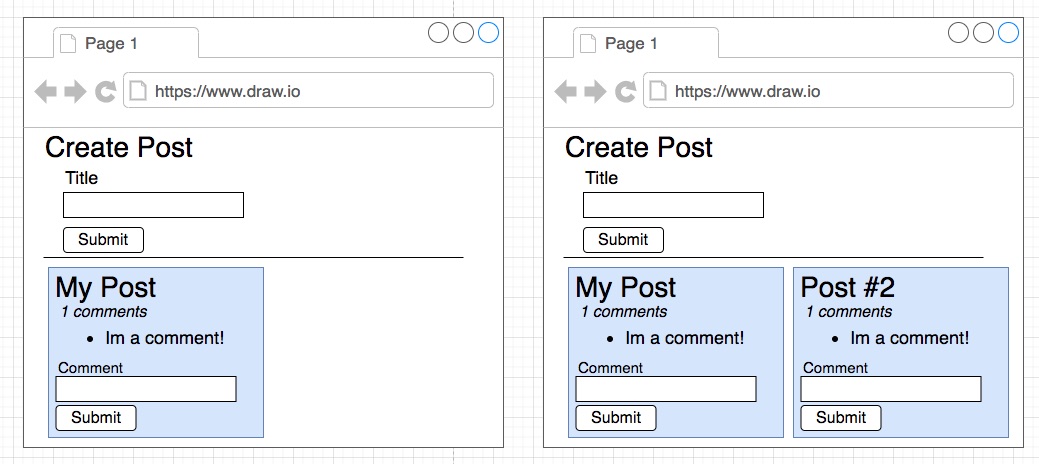 Page 1
https://www.draw.io
Create Post
Title
Submit
My Post
1 comments
• Im a comment!
Comment
Submit
Page 1
https://www.draw.io
Create Post
Title
Submit
My Post
1 comments
• Im a comment!
Comment
Submit
Post #2
1 comments
• Im a comment!
Comment
Submit